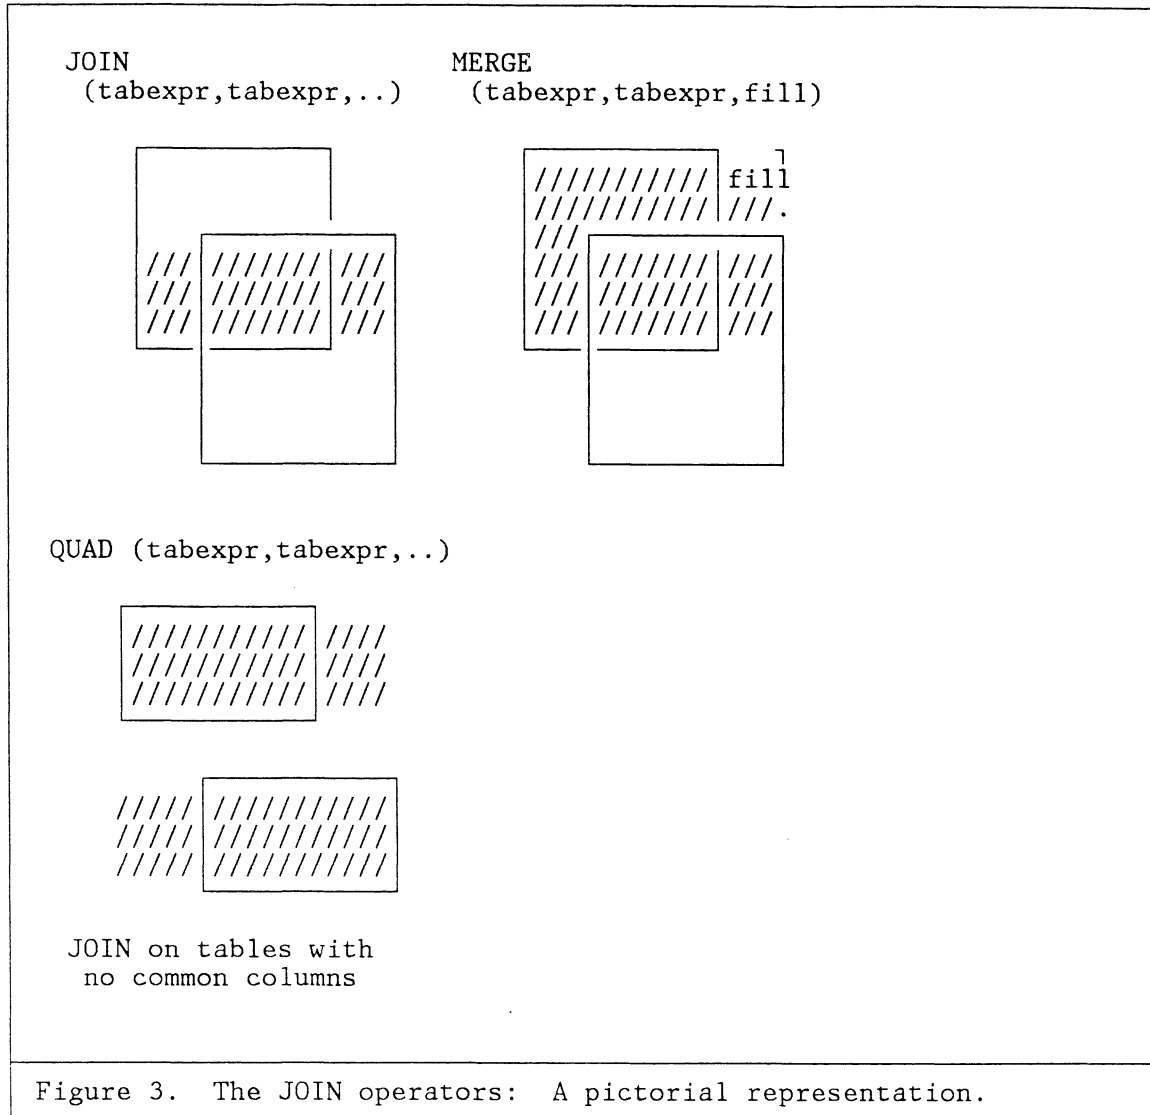 JOIN
(tabexpr,tabexpr,..)
MERGE
(tabexpr,tabexpr,fill)
/////////// fill
/////////// ///.
///
/// /////// ///
/// /////// ///
/// /////// ///
/// /////// ///
/// /////// ///
/// /////// ///
QUAD (tabexpr,tabexpr,..)
/////////// ////
/////////// ////
/////////// ////
///// ///////////
///// ///////////
///// ///////////
JOIN on tables with
no common columns
Figure 3. The JOIN operators: A pictorial representation.